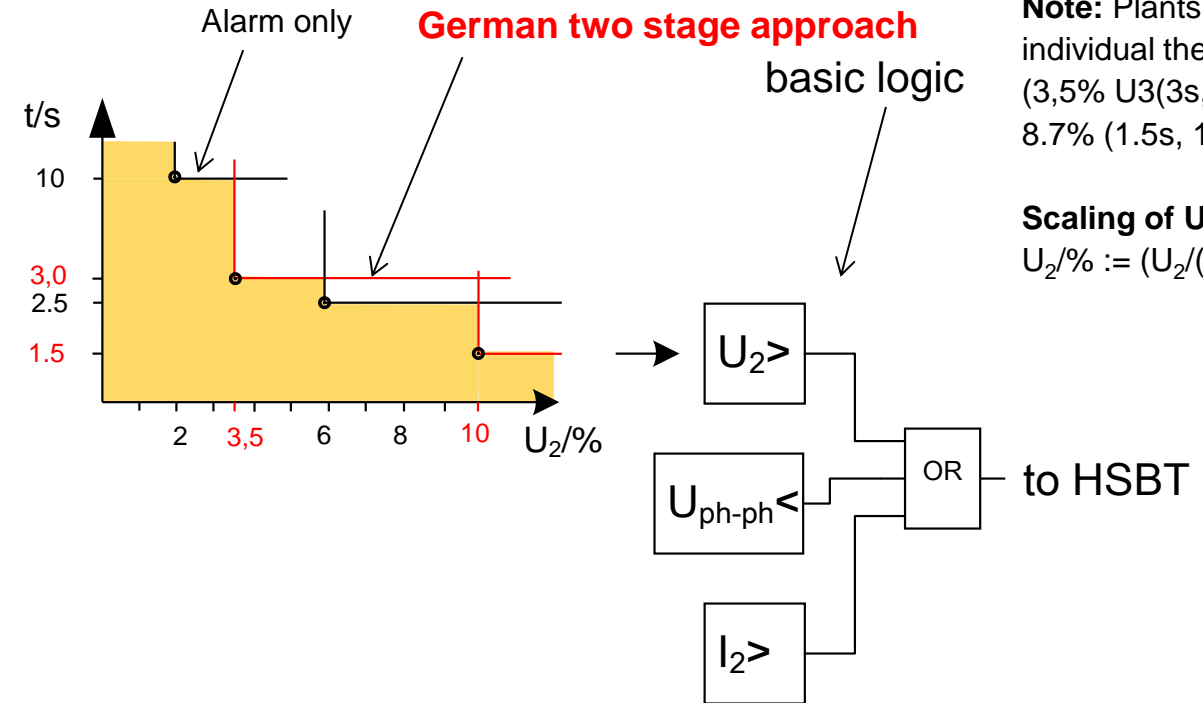 Alarm only
German two stage approach
basic logic
Note: Plants
individual the
(3,5% U3(3s,
8.7% (1.5s, 1
Scaling of U
U₂/% := (U₂/(
t/s
10
3,0
2.5
1.5
2
3,5
6
8
10
U₂/%
U₂>
Uph-ph<
I₂>
OR
to HSBT